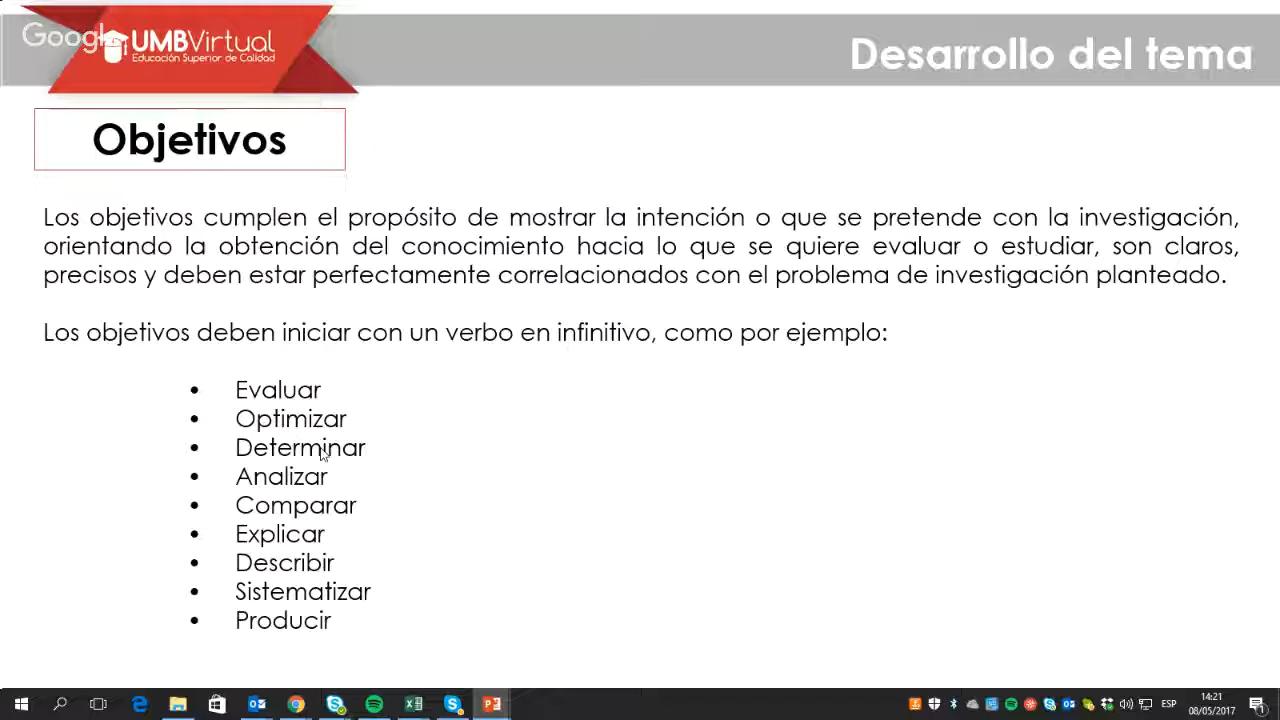 Google
UMBVirtual
Educación Superior de Calidad
Desarrollo del tema
Objetivos
Los objetivos cumplen el propósito de mostrar la intención o que se pretende con la investigación,
orientando la obtención del conocimiento hacia lo que se quiere evaluar o estudiar, son claros,
precisos y deben estar perfectamente correlacionados con el problema de investigación planteado.
Los objetivos deben iniciar con un verbo en infinitivo, como por ejemplo:
• Evaluar
• Optimizar
• Determinar
• Analizar
• Comparar
• Explicar
• Describir
• Sistematizar
• Producir
ESP
14:21
08/05/2017